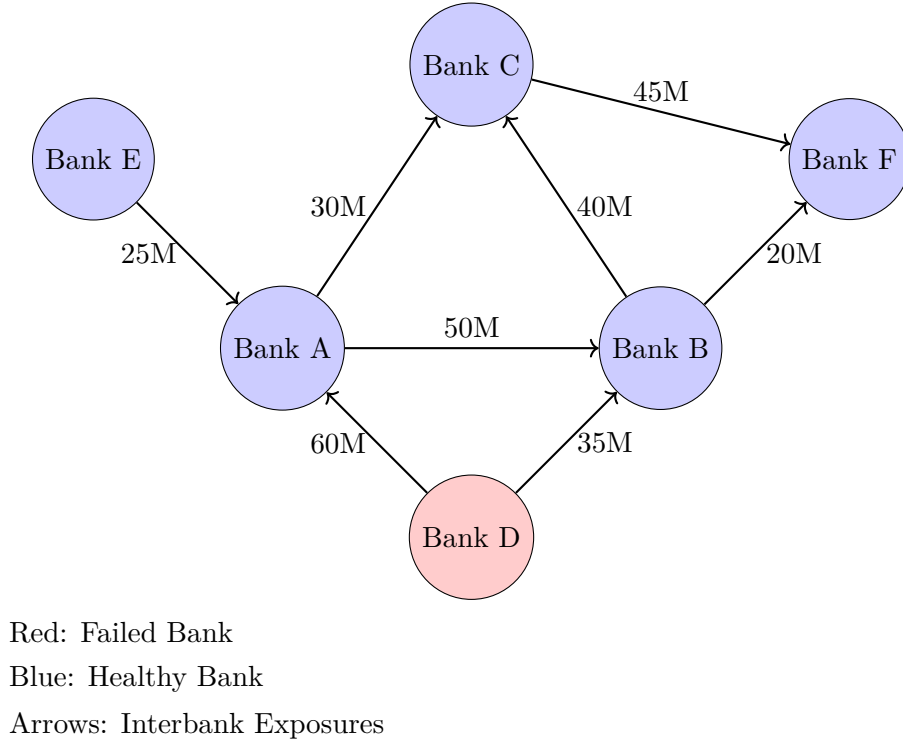 Bank C
45M
Bank E
Bank F
30M
40M
25M
20M
50M
Bank A
Bank B
60M
35M
Bank D
Red: Failed Bank
Blue: Healthy Bank
Arrows: Interbank Exposures